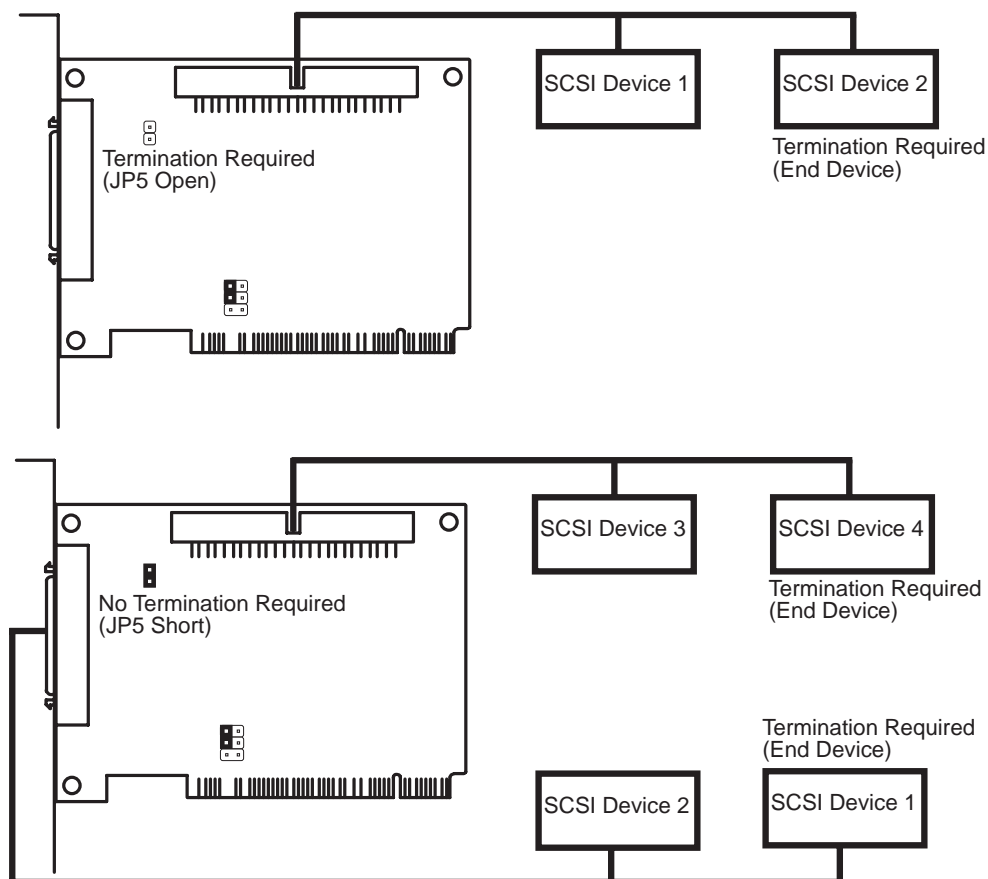 SCSI Device 1
SCSI Device 2
Termination Required
(End Device)
Termination Required
(JP5 Open)
SCSI Device 3
SCSI Device 4
Termination Required
(End Device)
No Termination Required
(JP5 Short)
Termination Required
(End Device)
SCSI Device 2
SCSI Device 1